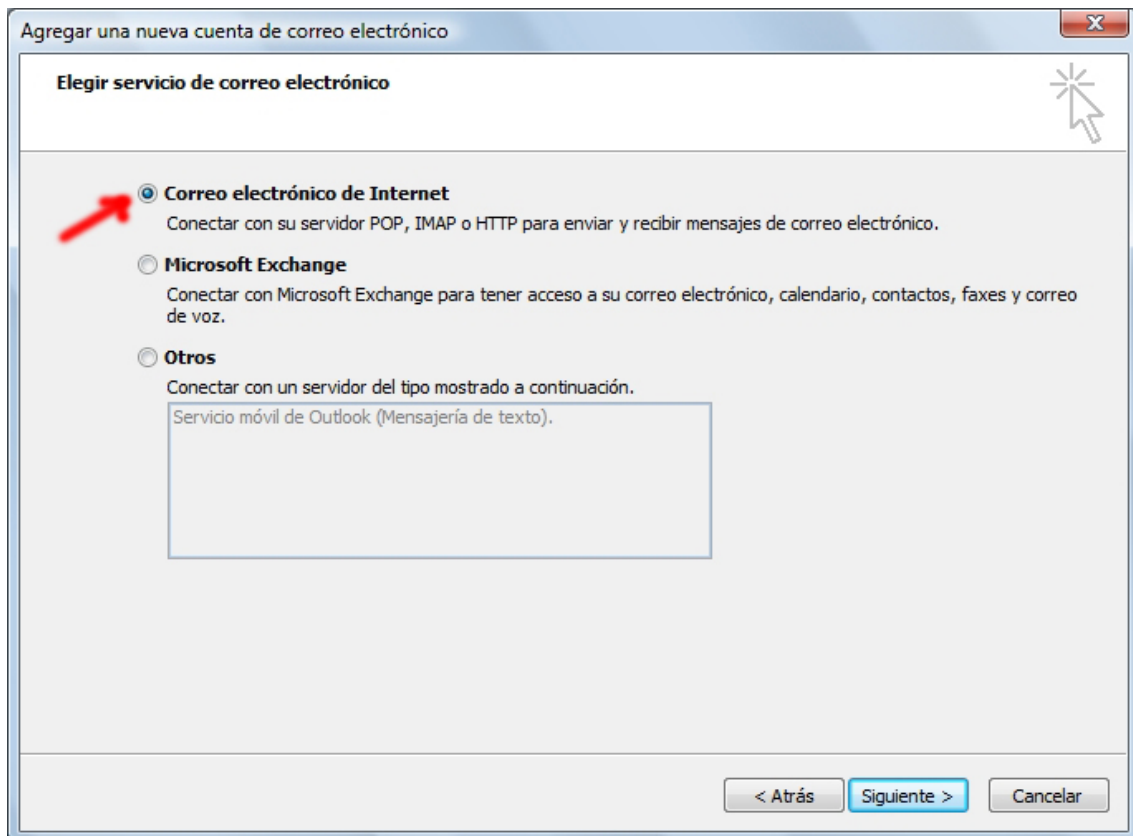 Agregar una nueva cuenta de correo electrónico
X
Elegir servicio de correo electrónico
Correo electrónico de Internet
Conectar con su servidor POP, IMAP o HTTP para enviar y recibir mensajes de correo electrónico.
Microsoft Exchange
Conectar con Microsoft Exchange para tener acceso a su correo electrónico, calendario, contactos, faxes y correo
de voz.
Otros
Conectar con un servidor del tipo mostrado a continuación.
Servicio móvil de Outlook (Mensajería de texto).
< Atrás Siguiente > Cancelar